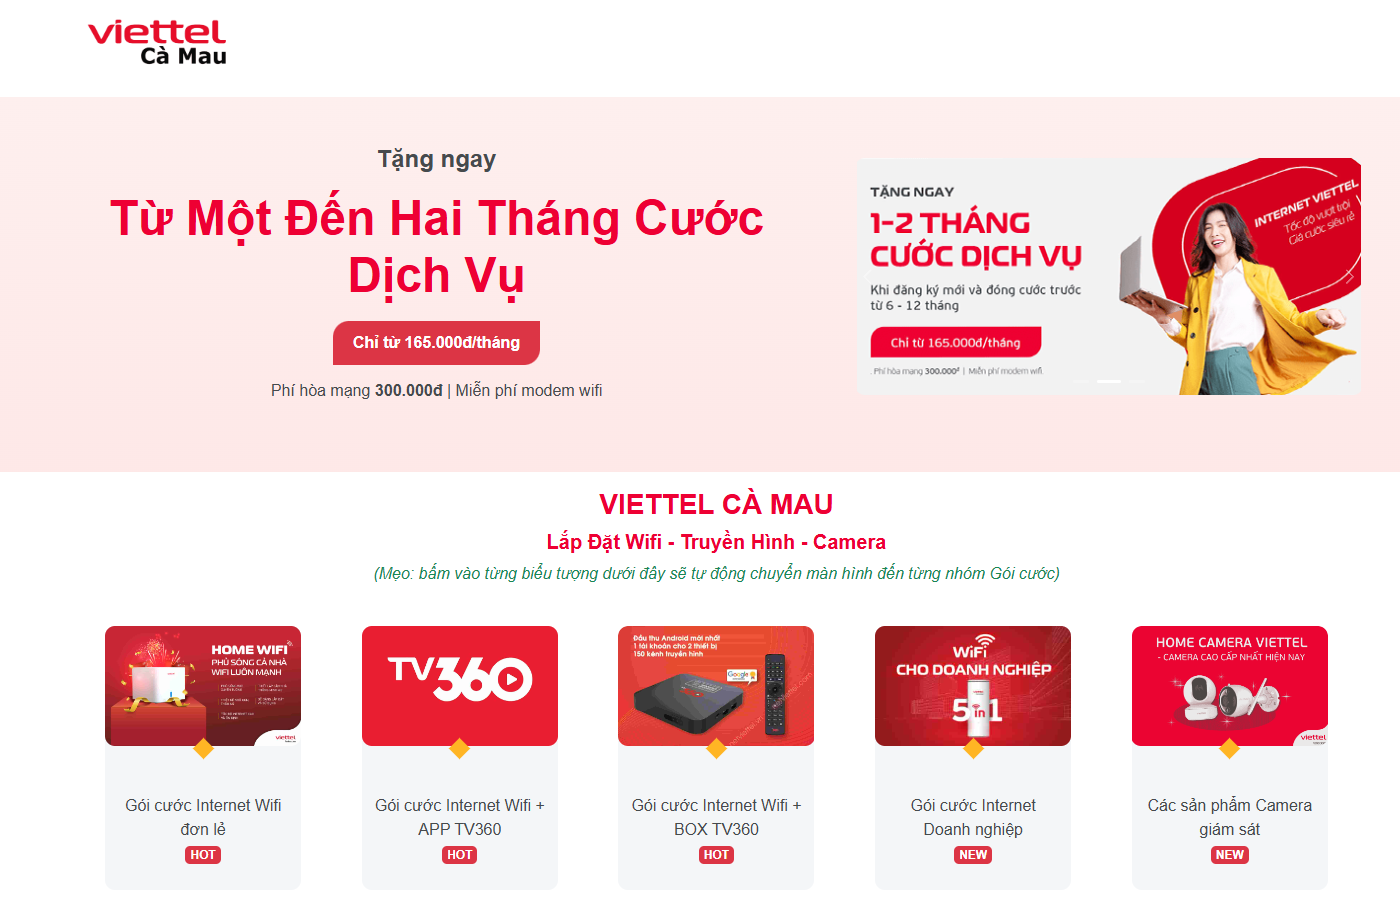 viettel
Cà Mau
Tặng ngay
Từ Một Đến Hai Tháng Cước
Dịch Vụ
Chỉ từ 165.000đ/tháng
Phí hòa mạng 300.000đ | Miễn phí modem wifi
TẶNG NGAY
1-2 THÁNG
CƯỚC DỊCH VỤ
Khi đăng ký mới và đóng cước trước
từ 6 - 12 tháng
Chỉ từ 165.000đ/tháng
Phí hòa mạng 300.000đ | Miễn phí modem wifi
INTERNET VIETTEL
Tốc độ vượt trội
Giá cước siêu rẻ
VIETTEL CÀ MAU
Lắp Đặt Wifi - Truyền Hình - Camera
(Mẹo: bấm vào từng biểu tượng dưới đây sẽ tự động chuyển màn hình đến từng nhóm Gói cước)
HOME WIFI
PHỦ SÓNG CẢ NHÀ
WIFI LUÔN MẠNH
viettel
Gói cước Internet Wifi
đơn lẻ
HOT
TV360
Gói cước Internet Wifi +
APP TV360
HOT
Đầu thu Android mới nhất
1 tài khoản cho 2 thiết bị
150 kênh truyền hình
Google
Gói cước Internet Wifi +
BOX TV360
HOT
WiFi
CHO DOANH NGHIỆP
5 in 1
Gói cước Internet
Doanh nghiệp
NEW
HOME CAMERA VIETTEL
- CAMERA CAO CẤP NHẤT HIỆN NAY
viettel
Các sản phẩm Camera
giám sát
NEW